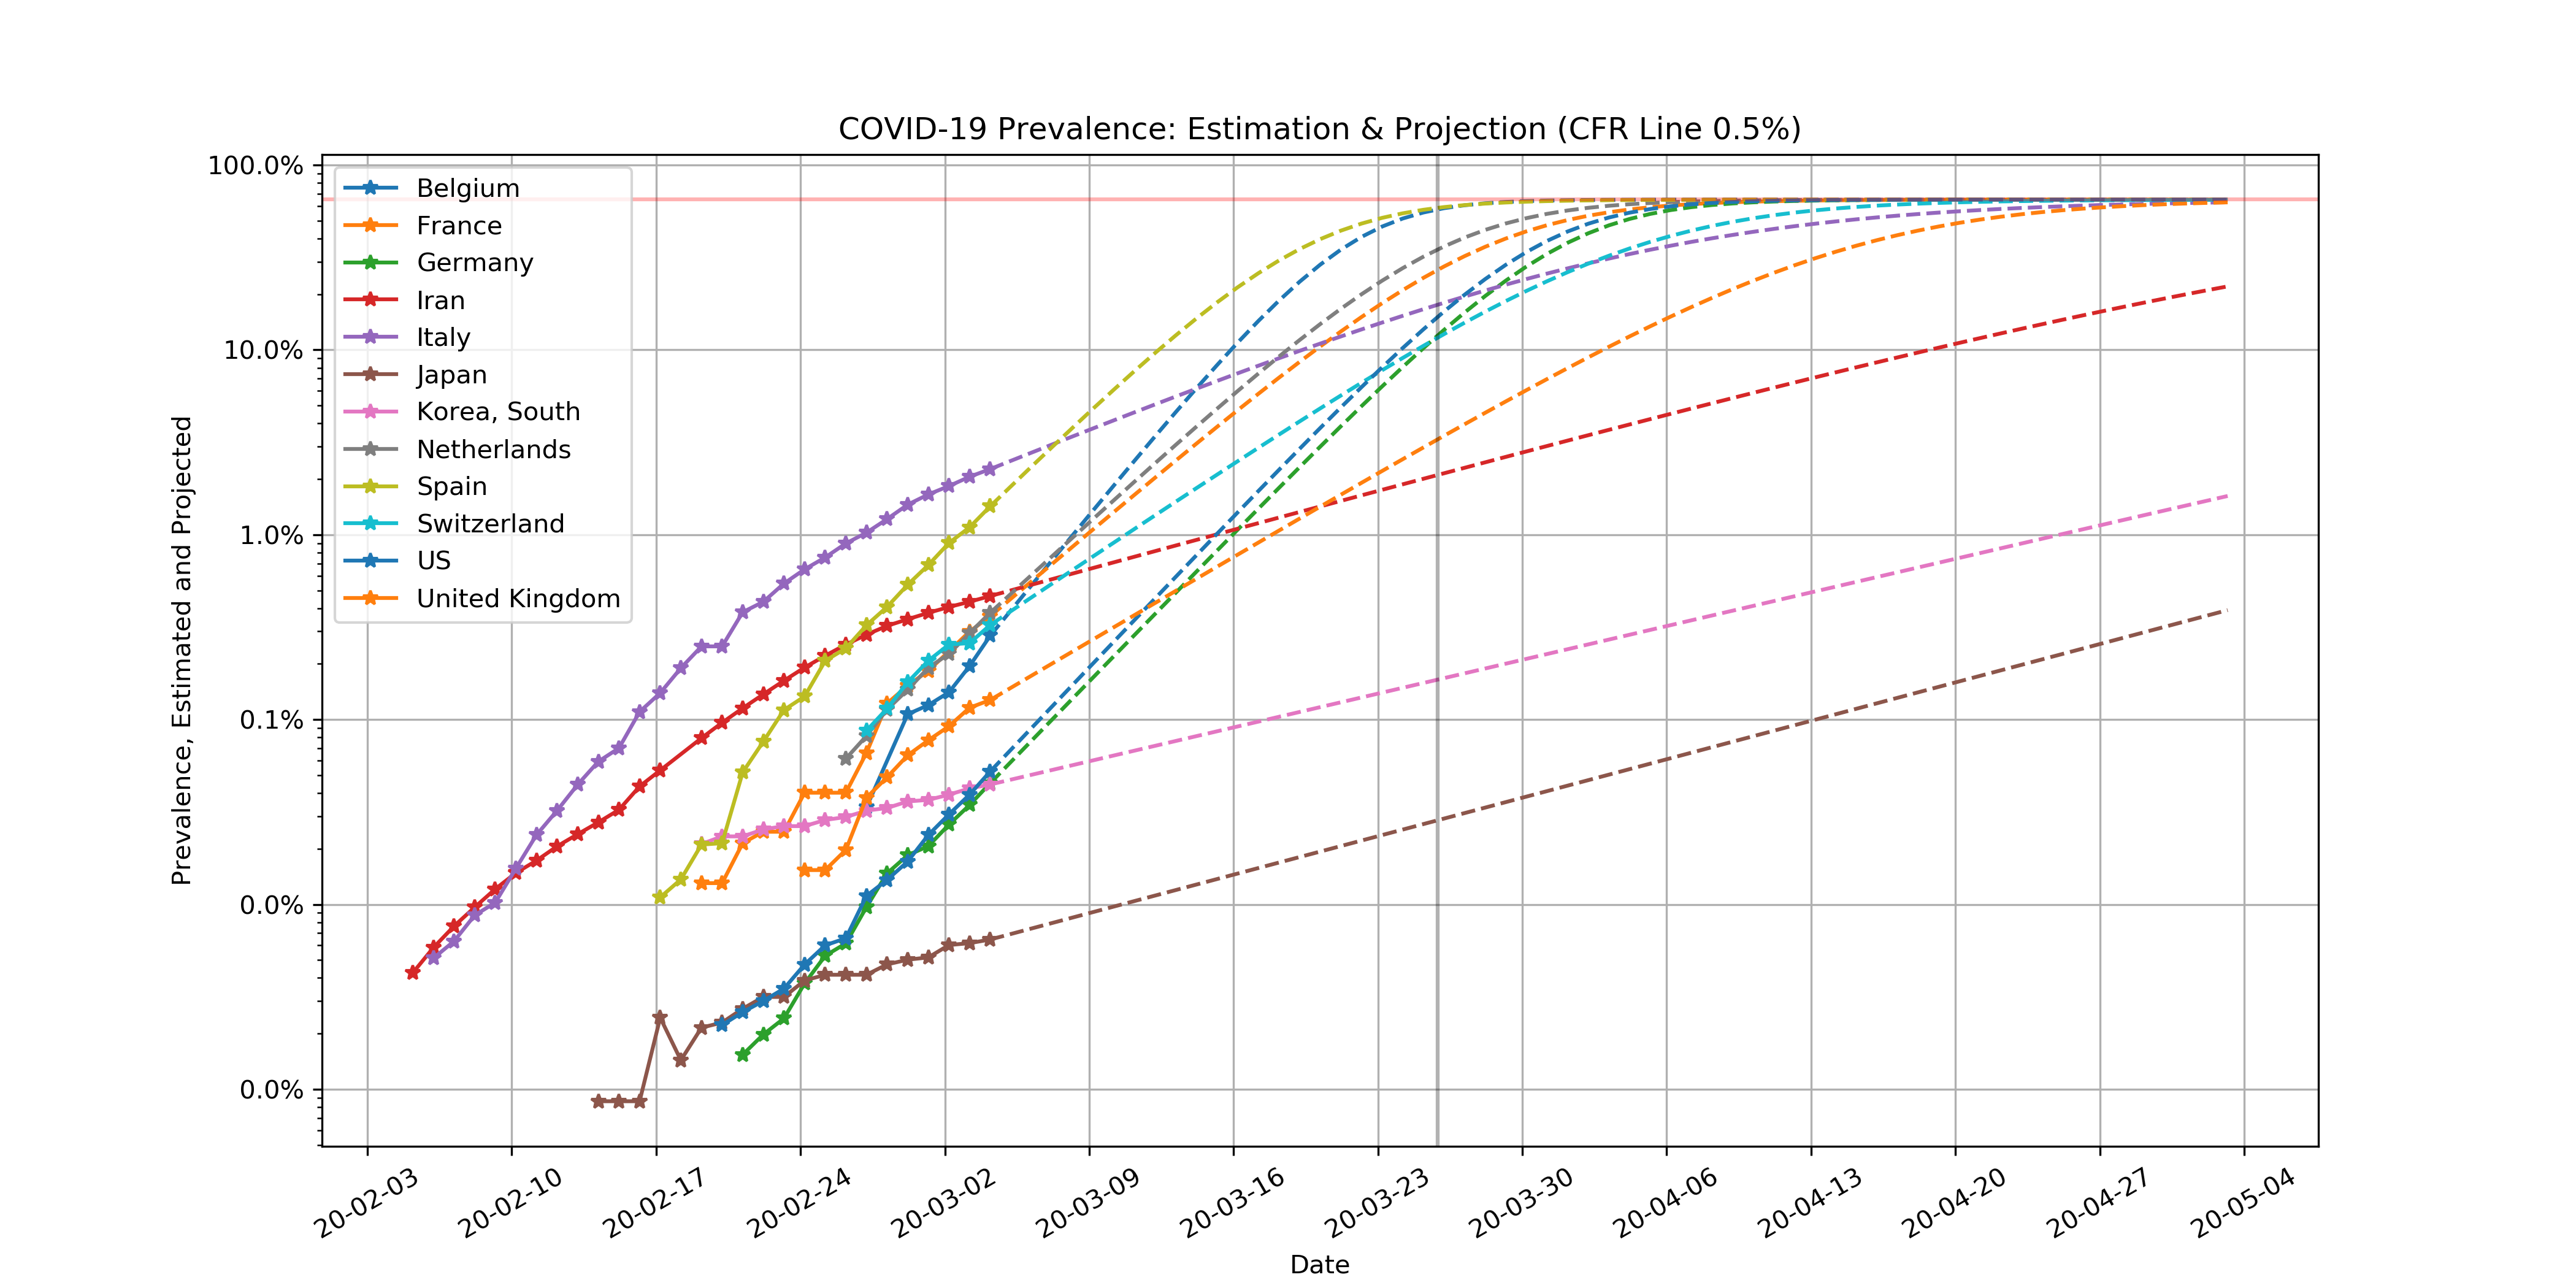 COVID-19 Prevalence: Estimation & Projection (CFR Line 0.5%)
Prevalence, Estimated and Projected
100.0%
10.0%
1.0%
0.1%
0.0%
0.0%
Belgium
France
Germany
Iran
Italy
Japan
Korea, South
Netherlands
Spain
Switzerland
US
United Kingdom
20-02-03
20-02-10
20-02-17
20-02-24
20-03-02
20-03-09
20-03-16
20-03-23
20-03-30
20-04-06
20-04-13
20-04-20
20-04-27
20-05-04
Date